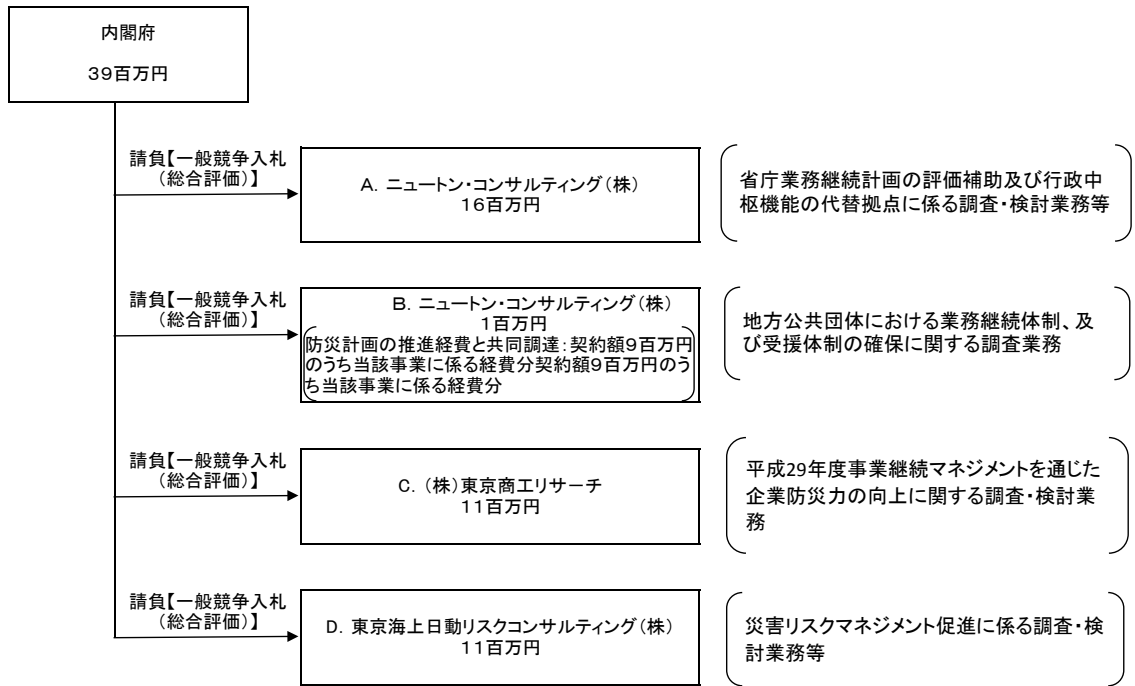 内閣府
39百万円
請負【一般競争入札
（総合評価）】
A. ニュートン・コンサルティング（株）
16百万円
省庁業務継続計画の評価補助及び行政中
枢機能の代替拠点に係る調査・検討業務等
請負【一般競争入札
（総合評価）】
B. ニュートン・コンサルティング（株）
1百万円
防災計画の推進経費と共同調達：契約額9百万円
のうち当該事業に係る経費分契約額9百万円のう
ち当該事業に係る経費分
地方公共団体における業務継続体制、及
び受援体制の確保に関する調査業務
請負【一般競争入札
（総合評価）】
C. （株）東京商工リサーチ
11百万円
平成29年度事業継続マネジメントを通じた
企業防災力の向上に関する調査・検討業
務
請負【一般競争入札
（総合評価）】
D. 東京海上日動リスクコンサルティング（株）
11百万円
災害リスクマネジメント促進に係る調査・検
討業務等